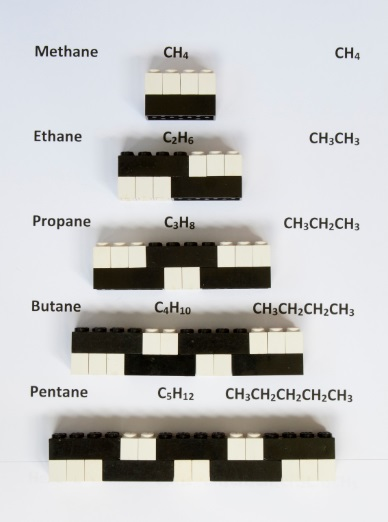 Methane CH₄ CH₄
Ethane C₂H₆ CH₃CH₃
Propane C₃H₈ CH₃CH₂CH₃
Butane C₄H₁₀ CH₃CH₂CH₂CH₃
Pentane C₅H₁₂ CH₃CH₂CH₂CH₂CH₃